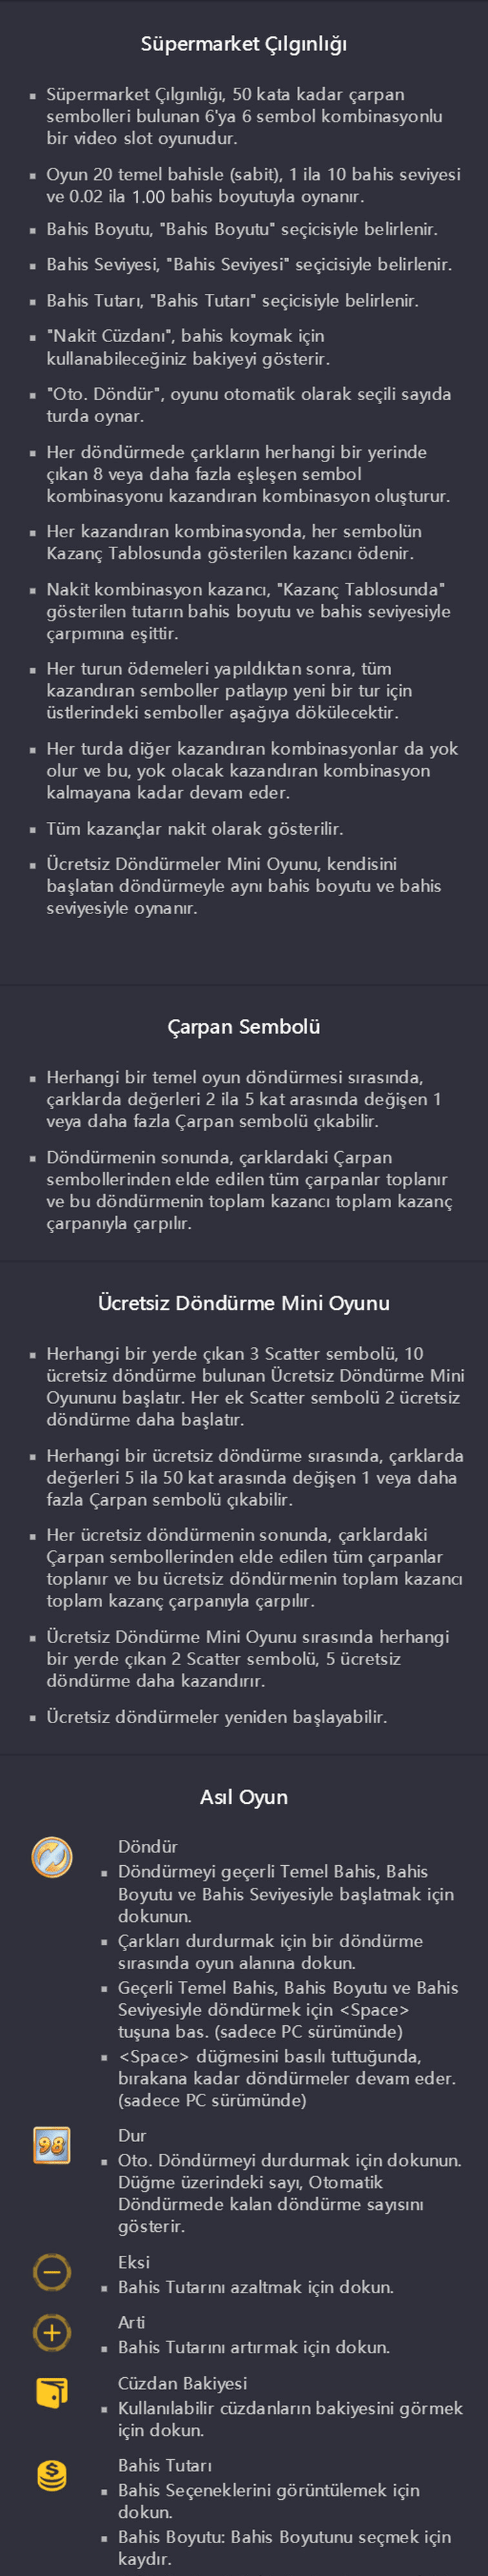 Süpermarket Çılgınlığı
Süpermarket Çılgınlığı, 50 kata kadar çarpan
sembolleri bulunan 6'ya 6 sembol kombinasyonlu
bir video slot oyunudur.
Oyun 20 temel bahisle (sabit), 1 ila 10 bahis seviyesi
ve 0.02 ila 1.00 bahis boyutuyla oynanır.
Bahis Boyutu, "Bahis Boyutu" seçicisiyle belirlenir.
Bahis Seviyesi, "Bahis Seviyesi" seçicisiyle belirlenir.
Bahis Tutarı, "Bahis Tutarı" seçicisiyle belirlenir.
"Nakit Cüzdanı", bahis koymak için
kullanabileceğiniz bakiyeyi gösterir.
"Oto. Döndür", oyunu otomatik olarak seçili sayıda
turda oynar.
Her döndürmede çarkların herhangi bir yerinde
çıkan 8 veya daha fazla eşleşen sembol
kombinasyonu kazandıran kombinasyon oluşturur.
Her kazandıran kombinasyonda, her sembolün
Kazanç Tablosunda gösterilen kazancı ödenir.
Nakit kombinasyon kazancı, "Kazanç Tablosunda"
gösterilen tutarın bahis boyutu ve bahis seviyesiyle
çarpımına eşittir.
Her turun ödemeleri yapıldıktan sonra, tüm
kazandıran semboller patlayıp yeni bir tur için
üstlerindeki semboller aşağıya dökülecektir.
Her turda diğer kazandıran kombinasyonlar da yok
olur ve bu, yok olacak kazandıran kombinasyon
kalmayana kadar devam eder.
Tüm kazançlar nakit olarak gösterilir.
Ücretsiz Döndürmeler Mini Oyunu, kendisini
başlatan döndürmeyle aynı bahis boyutu ve bahis
seviyesiyle oynanır.
Çarpan Sembolü
Herhangi bir temel oyun döndürmesi sırasında,
çarklarda değerleri 2 ila 5 kat arasında değişen 1
veya daha fazla Çarpan sembolü çıkabilir.
Döndürmenin sonunda, çarklardaki Çarpan
sembollerinden elde edilen tüm çarpanlar toplanır
ve bu döndürmenin toplam kazancı toplam kazanç
çarpanıyla çarpılır.
Ücretsiz Döndürme Mini Oyunu
Herhangi bir yerde çıkan 3 Scatter sembolü, 10
ücretsiz döndürme bulunan Ücretsiz Döndürme Mini
Oyununu başlatır. Her ek Scatter sembolü 2 ücretsiz
döndürme daha başlatır.
Herhangi bir ücretsiz döndürme sırasında, çarklarda
değerleri 5 ila 50 kat arasında değişen 1 veya daha
fazla Çarpan sembolü çıkabilir.
Her ücretsiz döndürmenin sonunda, çarklardaki
Çarpan sembollerinden elde edilen tüm çarpanlar
toplanır ve bu ücretsiz döndürmenin toplam kazancı
toplam kazanç çarpanıyla çarpılır.
Ücretsiz Döndürme Mini Oyunu sırasında herhangi
bir yerde çıkan 2 Scatter sembolü, 5 ücretsiz
döndürme daha kazandırır.
Ücretsiz döndürmeler yeniden başlayabilir.
Asıl Oyun
Döndür
Döndürmeyi geçerli Temel Bahis, Bahis
Boyutu ve Bahis Seviyesiyle başlatmak için
dokunun.
Çarkları durdurmak için bir döndürme
sırasında oyun alanına dokun.
Geçerli Temel Bahis, Bahis Boyutu ve Bahis
Seviyesiyle döndürmek için <Space>
tuşuna bas. (sadece PC sürümünde)
<Space> düğmesini basılı tuttuğunda,
bırakana kadar döndürmeler devam eder.
(sadece PC sürümünde)
98
Dur
Oto. Döndürmeyi durdurmak için dokunun.
Düğme üzerindeki sayı, Otomatik
Döndürmede kalan döndürme sayısını
gösterir.
Eksi
Bahis Tutarını azaltmak için dokun.
Arti
Bahis Tutarını artırmak için dokun.
Cüzdan Bakiyesi
Kullanılabilir cüzdanların bakiyesini görmek
için dokun.
Bahis Tutarı
Bahis Seçeneklerini görüntülemek için
dokun.
Bahis Boyutu: Bahis Boyutunu seçmek için
kaydır.